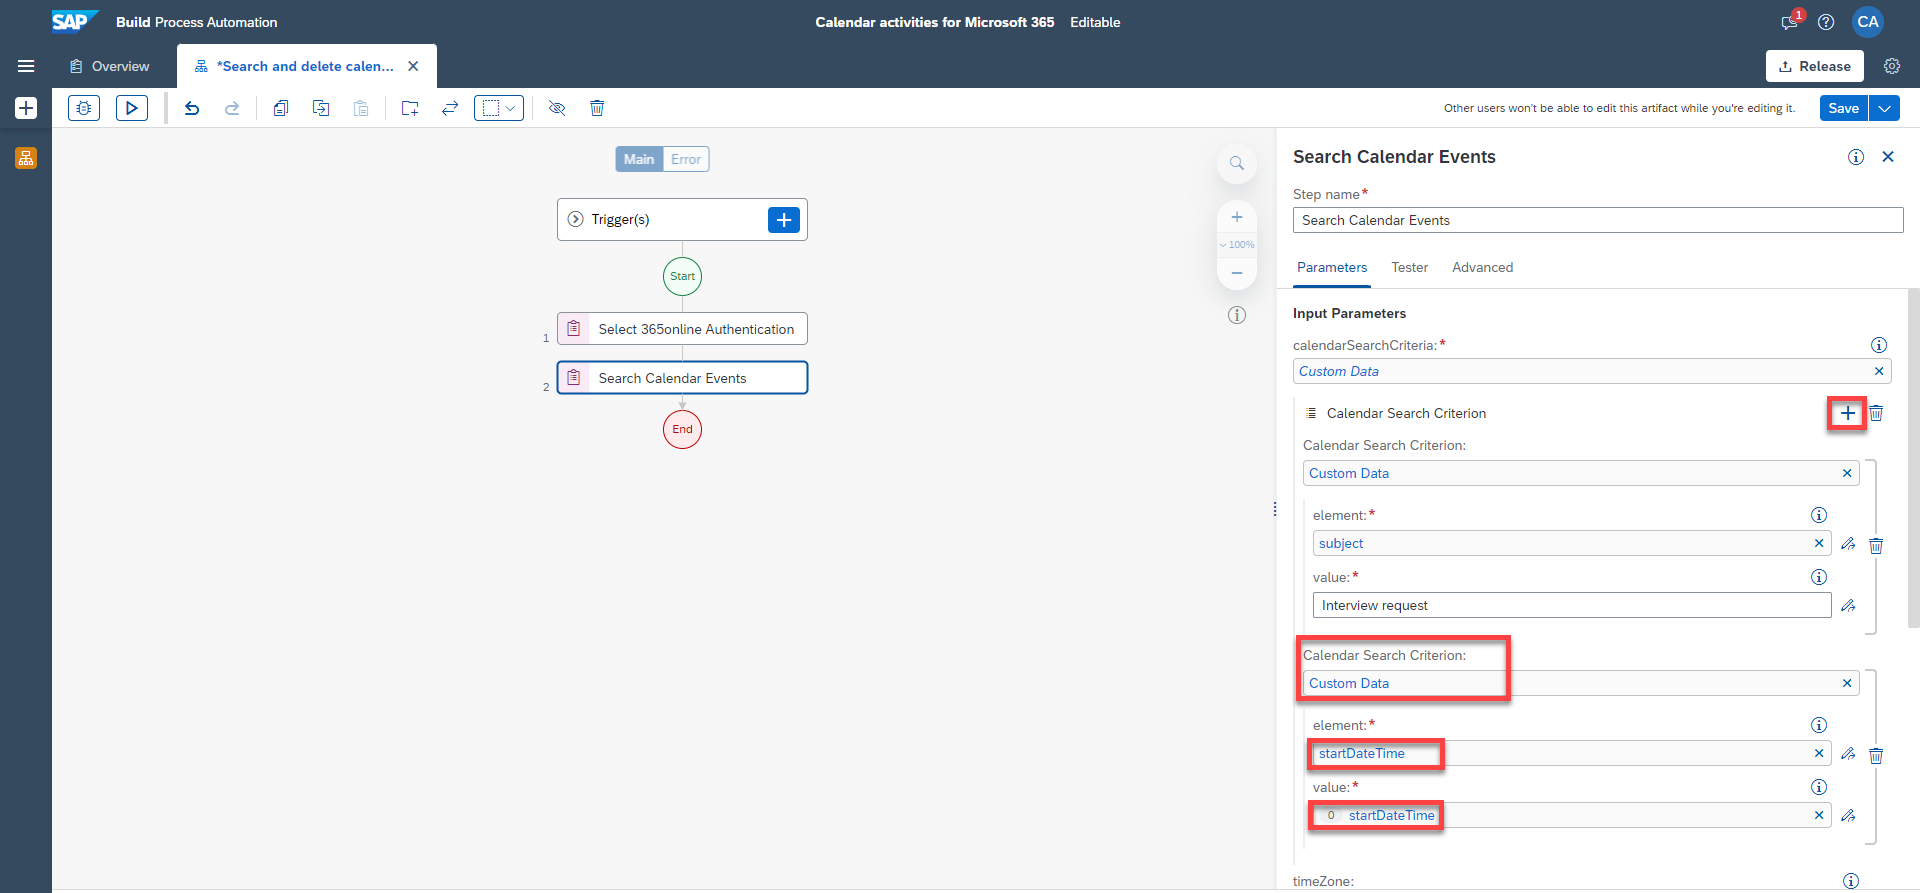 SAP Build Process Automation
Calendar activities for Microsoft 365 Editable
1
CA
Overview
*Search and delete calen...
Release
Other users won't be able to edit this artifact while you're editing it.
Save
Main Error
Trigger(s)
Start
1
Select 365online Authentication
2
Search Calendar Events
End
100%
Search Calendar Events
Step name*
Search Calendar Events
Parameters Tester Advanced
Input Parameters
calendarSearchCriteria: *
Custom Data
Calendar Search Criterion
Calendar Search Criterion:
Custom Data
element: *
subject
value: *
Interview request
Calendar Search Criterion:
Custom Data
element: *
startDateTime
value: *
0 startDateTime
timeZone: